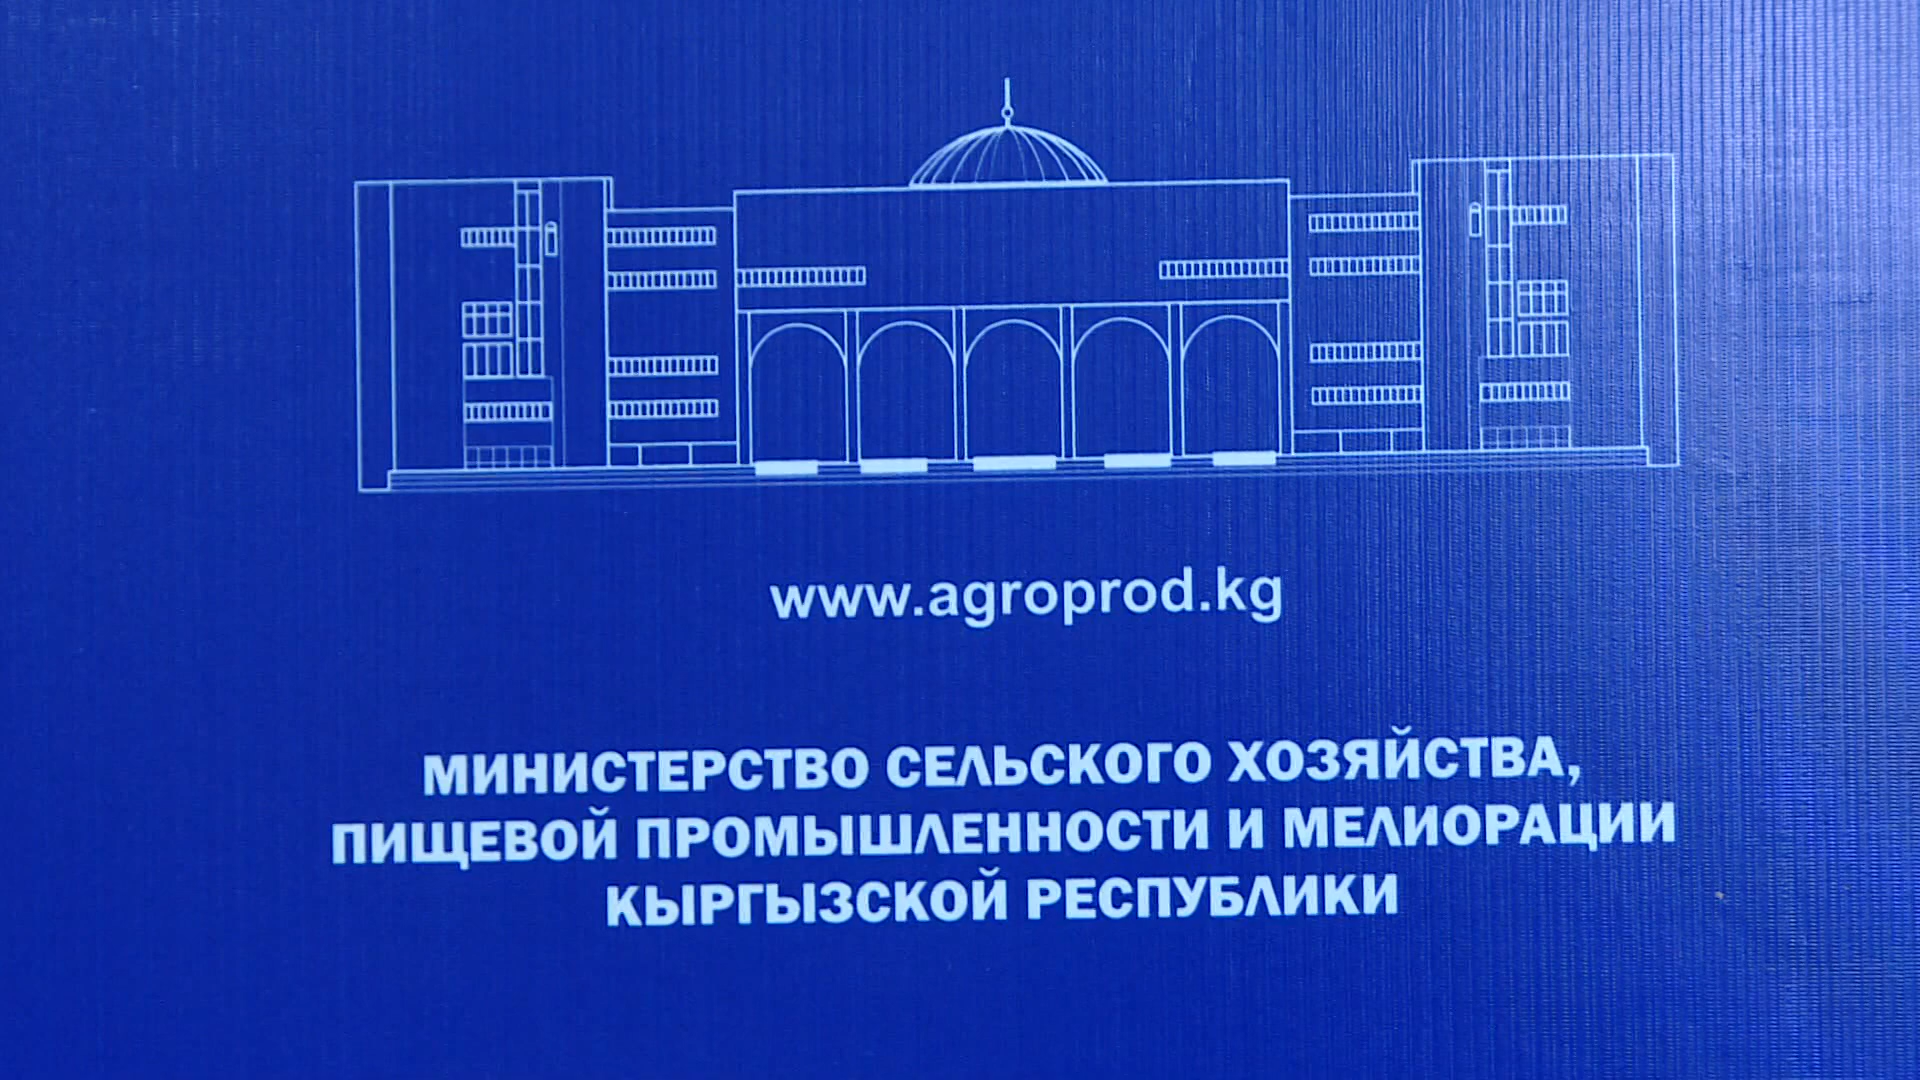 www.agroprod.kg
МИНИСТЕРСТВО СЕЛЬСКОГО ХОЗЯЙСТВА,
ПИЩЕВОЙ ПРОМЫШЛЕННОСТИ И МЕЛИОРАЦИИ
КЫРГЫЗСКОЙ РЕСПУБЛИКИ